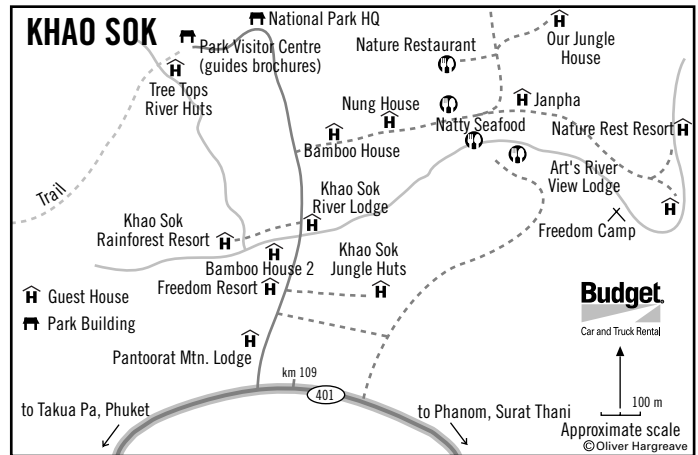 KHAO SOK
National Park HQ
Park Visitor Centre
(guides brochures)
Tree Tops
River Huts
Nature Restaurant
Our Jungle
House
Nung House
Janpha
Natty Seafood
Nature Rest Resort
Bamboo House
Trail
Khao Sok
River Lodge
Art's River
View Lodge
Khao Sok
Rainforest Resort
Freedom Camp
Bamboo House 2
Khao Sok
Jungle Huts
Freedom Resort
H Guest House
Park Building
Pantoorat Mtn. Lodge
Budget
Car and Truck Rental
km 109
401
100 m
to Takua Pa, Phuket
to Phanom, Surat Thani
Approximate scale
© Oliver Hargreave